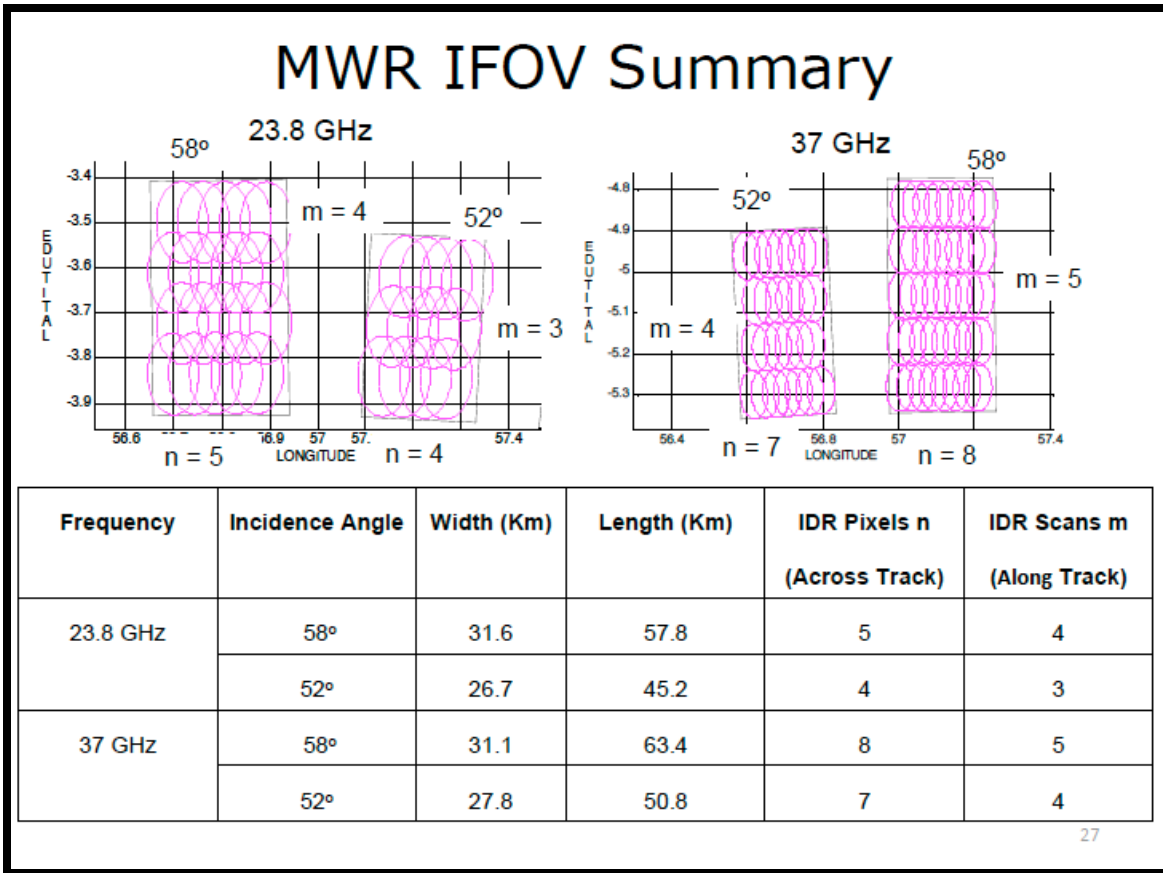 MWR IFOV Summary
23.8 GHz
58º
m = 4
52º
m = 3
-3.4
-3.5
-3.6
-3.7
-3.8
-3.9
EDUTITAL
56.6
56.9
57
57.
57.4
n = 5
LONGITUDE
n = 4
37 GHz
58º
52º
m = 5
m = 4
-4.8
-4.9
-5
-5.1
-5.2
-5.3
EDUTITAL
56.4
56.8
57
57.4
n = 7
LONGITUDE
n = 8
Frequency Incidence Angle Width (Km) Length (Km) IDR Pixels n IDR Scans m
(Across Track) (Along Track)
23.8 GHz 58º 31.6 57.8 5 4
52º 26.7 45.2 4 3
37 GHz 58º 31.1 63.4 8 5
52º 27.8 50.8 7 4
27